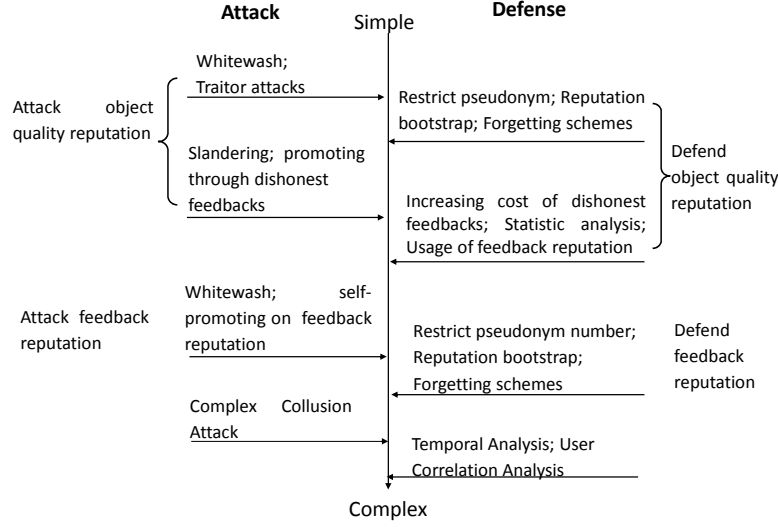 Attack
Defense
Simple
Whitewash;
Traitor attacks
Attack object
quality reputation
Restrict pseudonym; Reputation
bootstrap; Forgetting schemes
Slandering; promoting
through dishonest
feedbacks
Defend
object quality
reputation
Increasing cost of dishonest
feedbacks; Statistic analysis;
Usage of feedback reputation
Whitewash; self-
promoting on feedback
reputation
Attack feedback
reputation
Restrict pseudonym number;
Reputation bootstrap;
Forgetting schemes
Defend
feedback
reputation
Complex Collusion
Attack
Temporal Analysis; User
Correlation Analysis
Complex